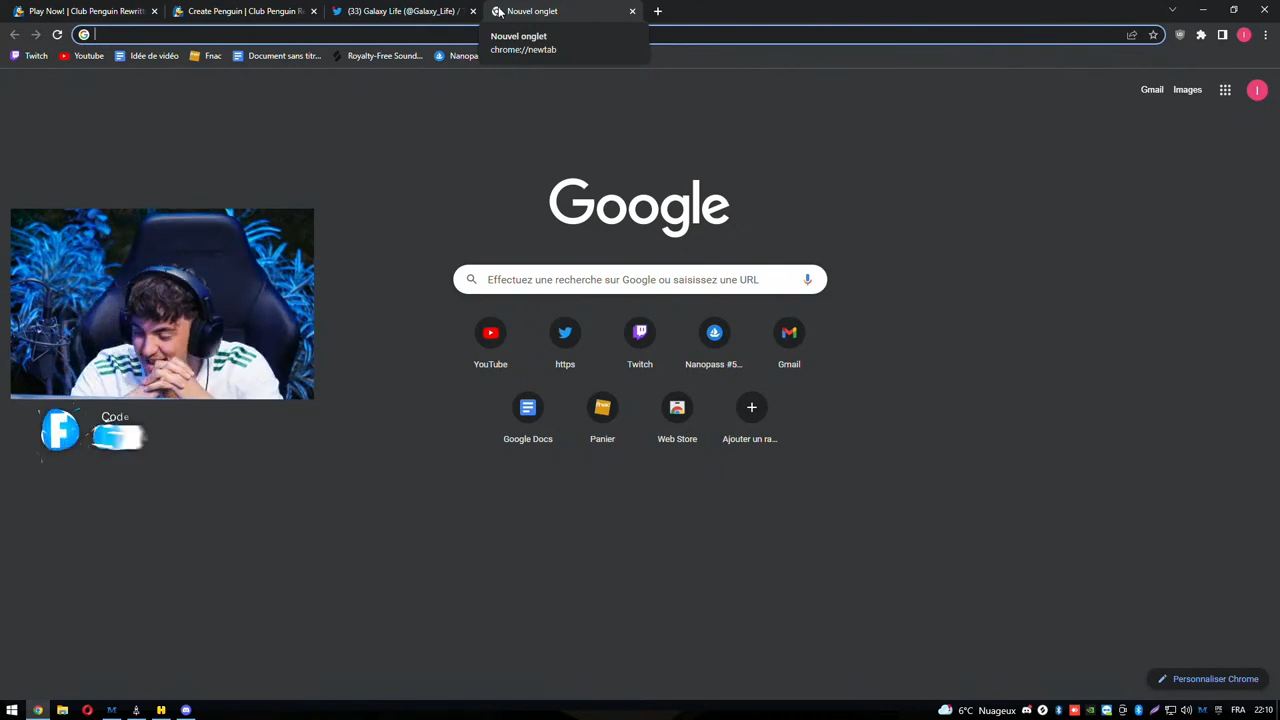 Play Now! | Club Penguin Rewritt
Create Penguin | Club Penguin R
(33) Galaxy Life (@Galaxy_Life) /
Nouvel onglet
Nouvel onglet
chrome://newtab
Twitch
Youtube
Idée de vidéo
Fnac
Document sans titr...
Royalty-Free Sound...
Nanopa
Gmail
Images
I
I
Google
Effectuez une recherche sur Google ou saisissez une URL
YouTube
https
Twitch
Nanopass #5...
Gmail
Google Docs
Panier
Web Store
Ajouter un ra...
F
Code
Personnaliser Chrome
6°C Nuageux
FRA
22:10